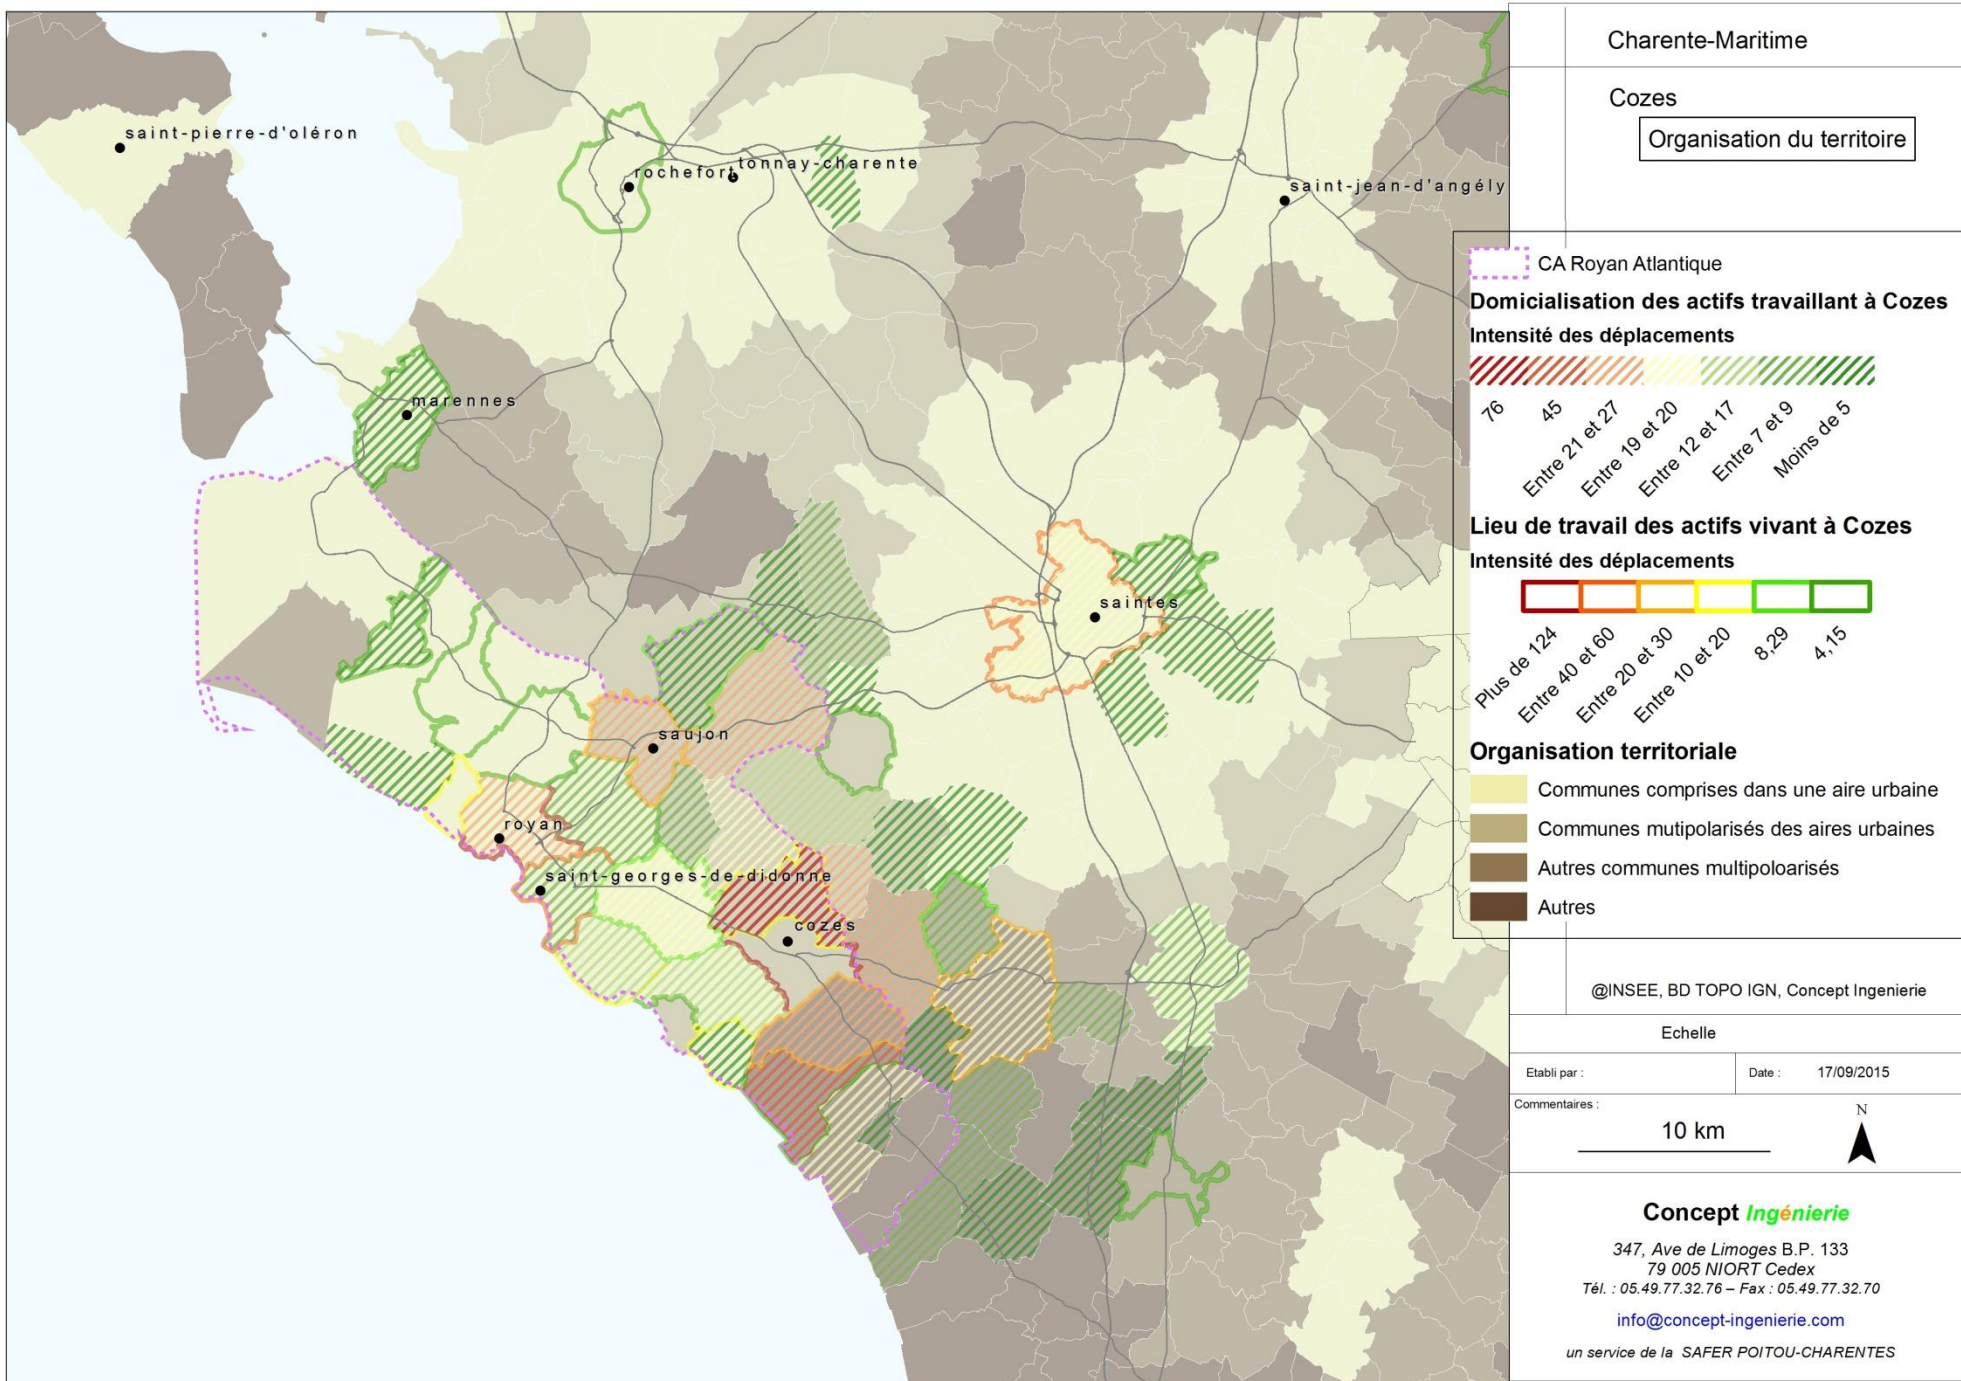 saint-pierre-d'oléron
rochefort
tonnay-charente
saint-jean-d'angély
marennes
saintes
saujon
royan
saint-georges-de-didonne
cozes
Charente-Maritime
Cozes
Organisation du territoire
CA Royan Atlantique
Domicialisation des actifs travaillant à Cozes
Intensité des déplacements
76
45
Entre 21 et 27
Entre 19 et 20
Entre 12 et 17
Entre 7 et 9
Moins de 5
Lieu de travail des actifs vivant à Cozes
Intensité des déplacements
Plus de 124
Entre 40 et 60
Entre 20 et 30
Entre 10 et 20
8,29
4,15
Organisation territoriale
Communes comprises dans une aire urbaine
Communes mutipolarisés des aires urbaines
Autres communes multipoloarisés
Autres
@INSEE, BD TOPO IGN, Concept Ingenierie
Echelle
Etabli par :
Date : 17/09/2015
Commentaires :
10 km
N
Concept Ingénierie
347, Ave de Limoges B.P. 133
79 005 NIORT Cedex
Tél. : 05.49.77.32.76 – Fax : 05.49.77.32.70
info@concept-ingenierie.com
un service de la SAFER POITOU-CHARENTES